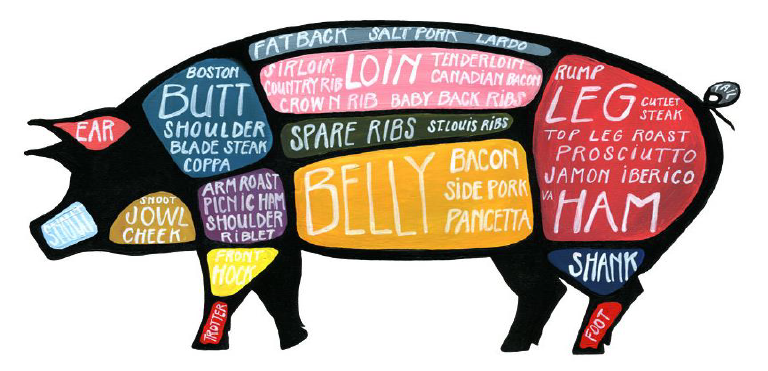 FATBACK SALT PORK LARDO
BOSTON
BUTT
SHOULDER
BLADE STEAK
COPPA
SIRLOIN LOIN TENDERLOIN
COUNTRY RIB CANADIAN BACON
CROWN RIB BABY BACK RIBS
SPARE RIBS ST.LOUIS RIBS
RUMP
LEG CUTLET
STEAK
TOP LEG ROAST
PROSCIUTTO
JAMON IBERICO
VA
HAM
TAIL
EAR
SNOUT
SNOOT
JOWL
CHEEK
ARM ROAST
PICNIC HAM
SHOULDER
RIBLET
BELLY
BACON
SIDE PORK
PANCETTA
FRONT
HOCK
TROTTER
SHANK
FOOT